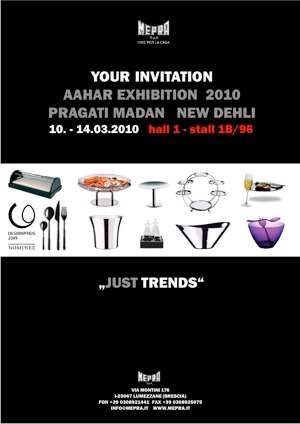 MEPRA
S.p.A.
IDEE PER LA CASA
YOUR INVITATION
AAHAR EXHIBITION 2010
PRAGATI MADAN NEW DEHLI
10. - 14.03.2010 hall 1 - stall 1B/96
DESIGNPREIS
2009
NOMINEE
„JUST TRENDS“
MEPRA
S.p.A.
VIA MONTINI 176
I-25067 LUMEZZANE (BRESCIA)
FON +39 0308921441 FAX +39 0308925075
INFO@MEPRA.IT WWW.MEPRA.IT